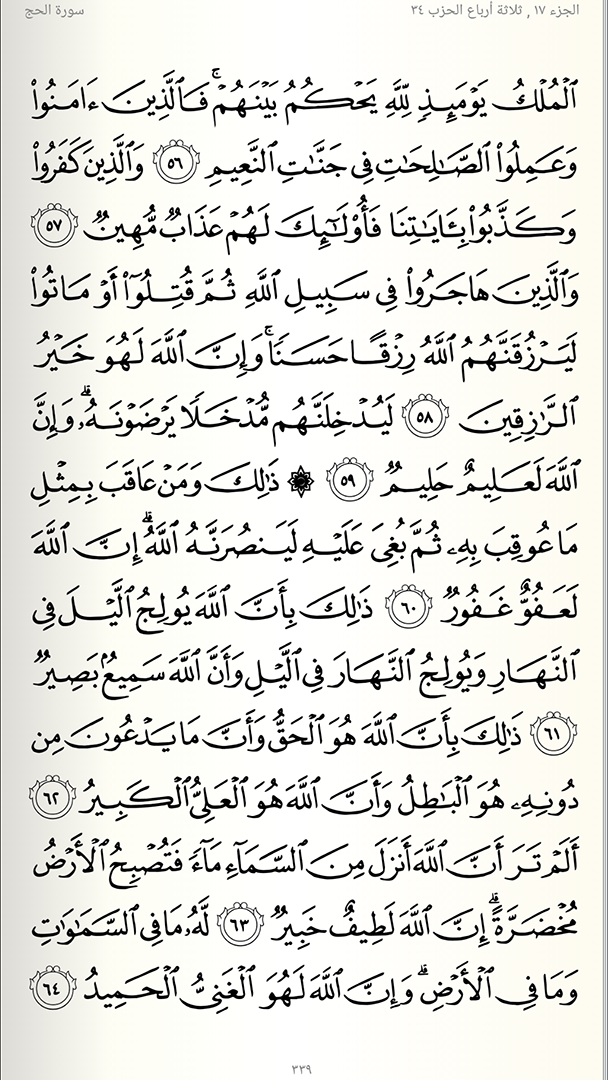 سورة الحج
الجزء ١٧ , ثلاثة أرباع الحزب ٣٤
ٱلْمُلْكُ يَوْمَئِذٍ لِّلَّهِ يَحْكُمُ بَيْنَهُمْ ۚ فَٱلَّذِينَ ءَامَنُوا۟
وَعَمِلُوا۟ ٱلصَّـٰلِحَـٰتِ فِى جَنَّـٰتِ ٱلنَّعِيمِ ٥٦ وَٱلَّذِينَ كَفَرُوا۟
وَكَذَّبُوا۟ بِـَٔايَـٰتِنَا فَأُو۟لَـٰٓئِكَ لَهُمْ عَذَابٌ مُّهِينٌ ٥٧
وَٱلَّذِينَ هَاجَرُوا۟ فِى سَبِيلِ ٱللَّهِ ثُمَّ قُتِلُوٓا۟ أَوْ مَاتُوا۟
لَيَرْزُقَنَّهُمُ ٱللَّهُ رِزْقًا حَسَنًا ۚ وَإِنَّ ٱللَّهَ لَهُوَ خَيْرُ
ٱلرَّٰزِقِينَ ٥٨ لَيُدْخِلَنَّهُم مُّدْخَلًا يَرْضَوْنَهُۥ ۗ وَإِنَّ
ٱللَّهَ لَعَلِيمٌ حَلِيمٌ ٥٩ ۞ ذَٰلِكَ وَمَنْ عَاقَبَ بِمِثْلِ
مَا عُوقِبَ بِهِۦ ثُمَّ بُغِىَ عَلَيْهِ لَيَنصُرَنَّهُ ٱللَّهُ ۗ إِنَّ ٱللَّهَ
لَعَفُوٌّ غَفُورٌ ٦٠ ذَٰلِكَ بِأَنَّ ٱللَّهَ يُولِجُ ٱلَّيْلَ فِى
ٱلنَّهَارِ وَيُولِجُ ٱلنَّهَارَ فِى ٱلَّيْلِ وَأَنَّ ٱللَّهَ سَمِيعٌۢ بَصِيرٌ
٦١ ذَٰلِكَ بِأَنَّ ٱللَّهَ هُوَ ٱلْحَقُّ وَأَنَّ مَا يَدْعُونَ مِن
دُونِهِۦ هُوَ ٱلْبَـٰطِلُ وَأَنَّ ٱللَّهَ هُوَ ٱلْعَلِىُّ ٱلْكَبِيرُ ٦٢
أَلَمْ تَرَ أَنَّ ٱللَّهَ أَنزَلَ مِنَ ٱلسَّمَآءِ مَآءً فَتُصْبِحُ ٱلْأَرْضُ
مُخْضَرَّةً ۗ إِنَّ ٱللَّهَ لَطِيفٌ خَبِيرٌ ٦٣ لَّهُۥ مَا فِى ٱلسَّمَـٰوَٰتِ
وَمَا فِى ٱلْأَرْضِ ۗ وَإِنَّ ٱللَّهَ لَهُوَ ٱلْغَنِىُّ ٱلْحَمِيدُ ٦٤
٣٣٩